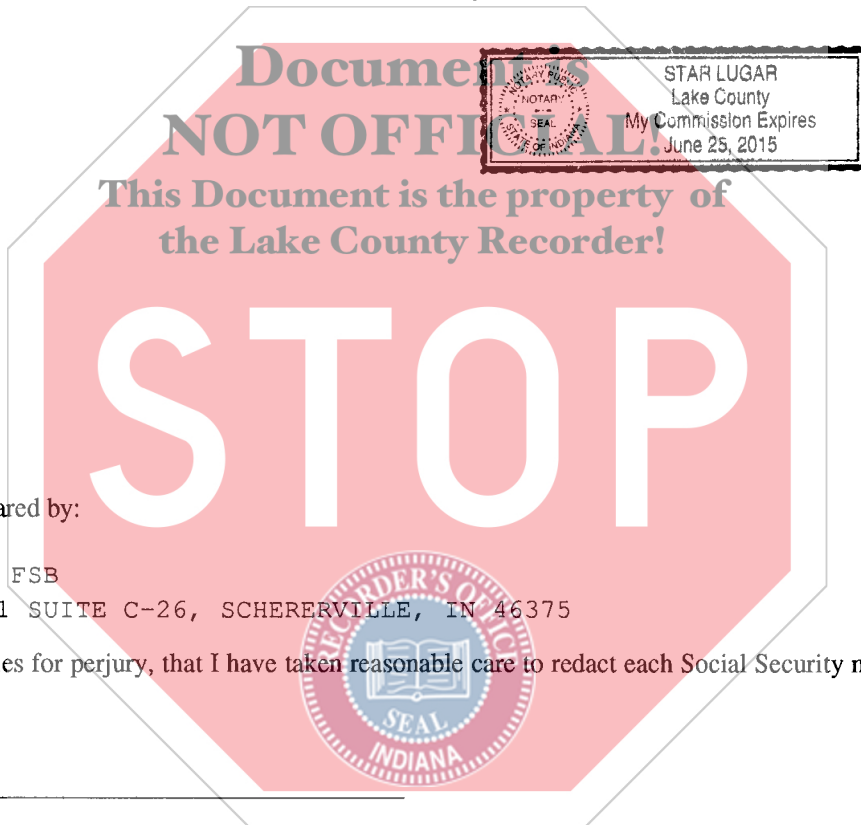 Document is
NOT OFFICIAL!
This Document is the property of
the Lake County Recorder!
STAR LUGAR
Lake County
My Commission Expires
June 25, 2015
NOTARY PUBLIC
NOTARY
SEAL
STATE OF INDIANA
STOP
ared by:
FSB
1 SUITE C-26, SCHERERVILLE, IN 46375
es for perjury, that I have taken reasonable care to redact each Social Security n
RECORDER'S OFFICE
SEAL
INDIANA